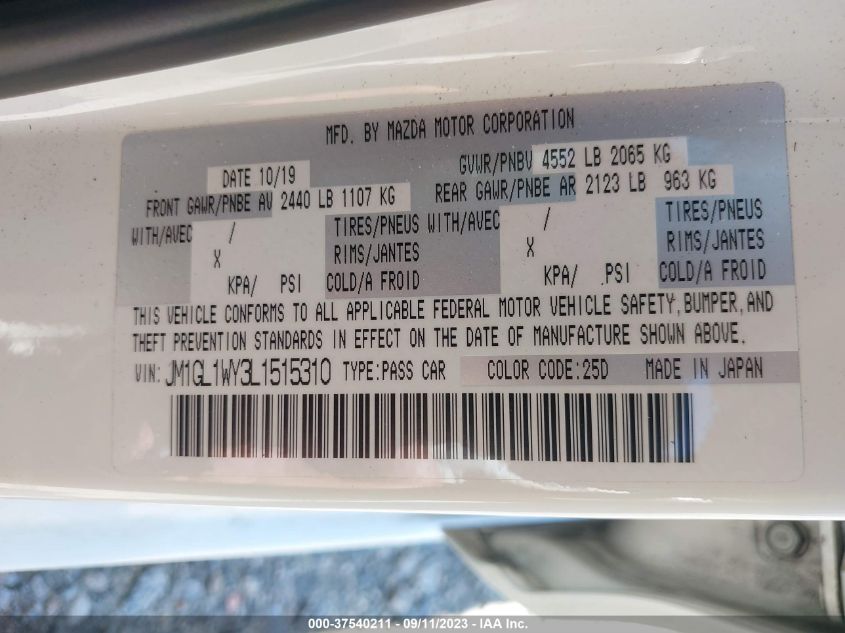 MFD. BY MAZDA MOTOR CORPORATION
DATE 10/19 GVWR/PNBV 4552 LB 2065 KG
FRONT GAWR/PNBE AV 2440 LB 1107 KG REAR GAWR/PNBE AR 2123 LB 963 KG
WITH/AVEC / TIRES/PNEUS WITH/AVEC / TIRES/PNEUS
X RIMS/JANTES X RIMS/JANTES
KPA/ PSI COLD/A FROID KPA/ PSI COLD/A FROID
THIS VEHICLE CONFORMS TO ALL APPLICABLE FEDERAL MOTOR VEHICLE SAFETY, BUMPER, AND
THEFT PREVENTION STANDARDS IN EFFECT ON THE DATE OF MANUFACTURE SHOWN ABOVE.
VIN: JM1GL1WY3L1515310 TYPE:PASS CAR COLOR CODE:25D MADE IN JAPAN
000-37540211 - 09/11/2023 - IAA Inc.